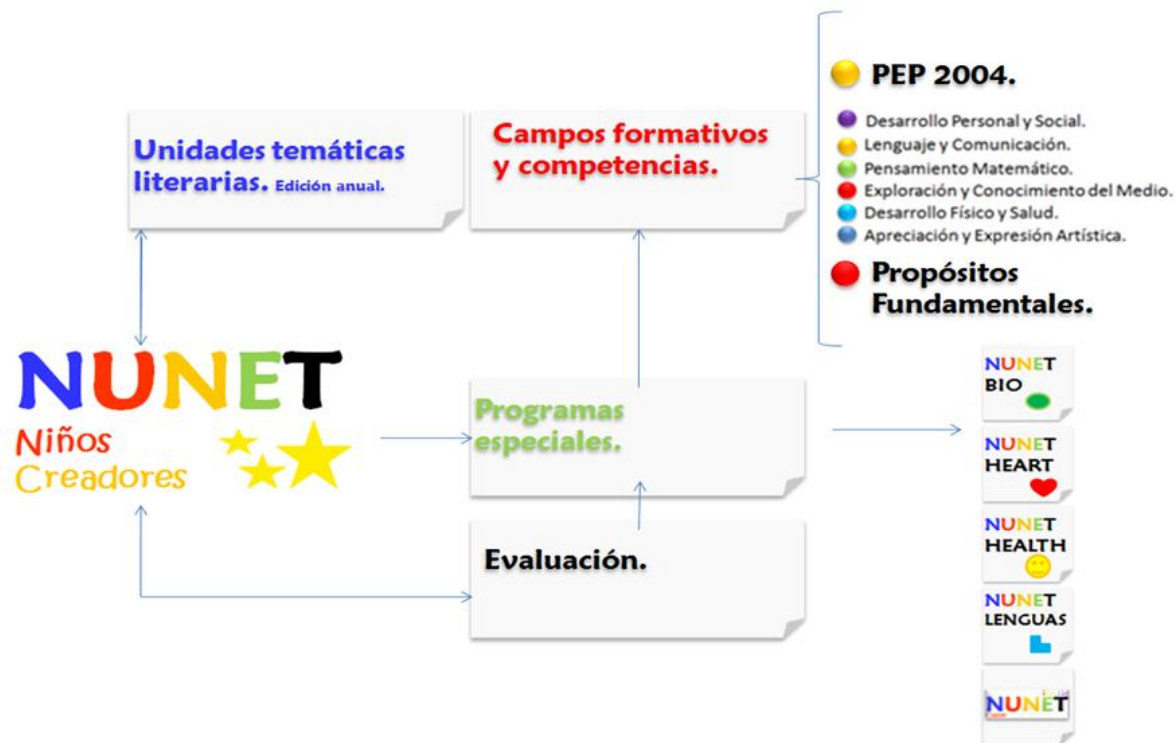 PEP 2004.
Desarrollo Personal y Social.
Lenguaje y Comunicación.
Pensamiento Matemático.
Exploración y Conocimiento del Medio.
Desarrollo Físico y Salud.
Apreciación y Expresión Artística.
Propósitos
Fundamentales.
Campos formativos
y competencias.
Unidades temáticas
literarias. Edición anual.
NUNET
Niños
Creadores
Programas
especiales.
Evaluación.
NUNET
BIO
NUNET
HEART
NUNET
HEALTH
NUNET
LENGUAS
NUNET